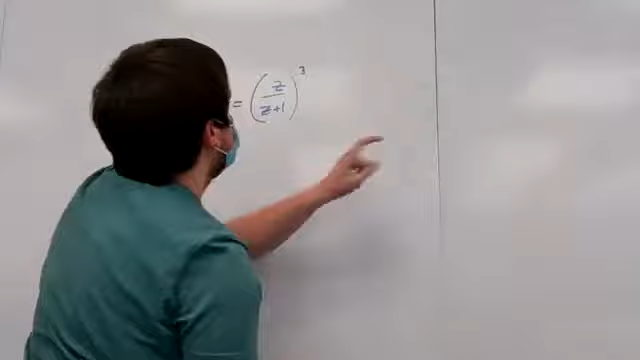 = (z/(z+1))^3